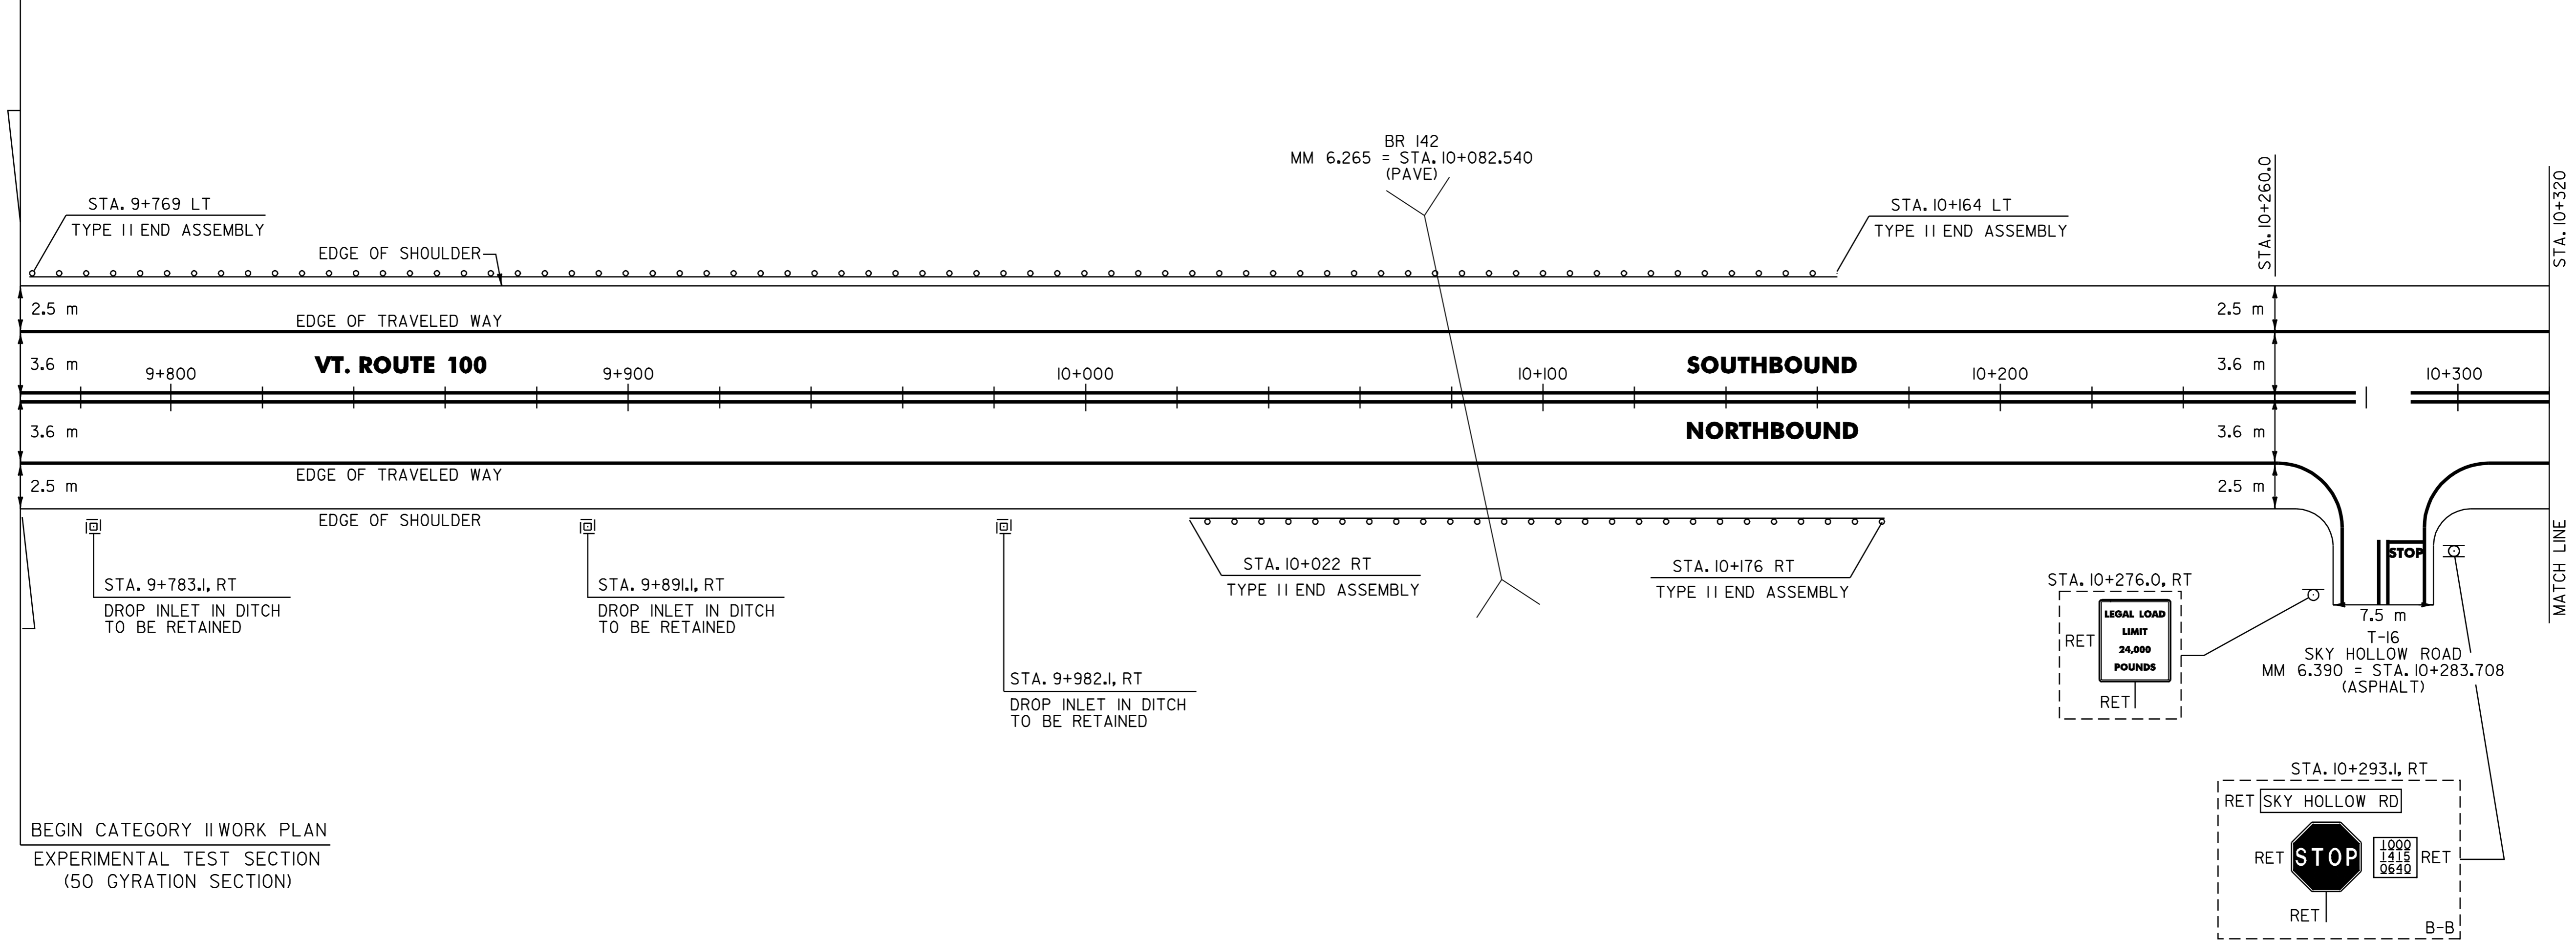 BR 142
MM 6.265 = STA. 10+082.540
(PAVE)
STA. 9+769 LT
TYPE II END ASSEMBLY
STA. 10+164 LT
TYPE II END ASSEMBLY
STA. 10+260.0
STA. 10+320
EDGE OF SHOULDER
2.5 m
2.5 m
EDGE OF TRAVELED WAY
3.6 m
VT. ROUTE 100
SOUTHBOUND
3.6 m
9+800
9+900
10+000
10+100
10+200
10+300
3.6 m
NORTHBOUND
3.6 m
EDGE OF TRAVELED WAY
2.5 m
2.5 m
EDGE OF SHOULDER
STOP
MATCH LINE
STA. 9+783.1, RT
DROP INLET IN DITCH
TO BE RETAINED
STA. 9+891.1, RT
DROP INLET IN DITCH
TO BE RETAINED
STA. 9+982.1, RT
DROP INLET IN DITCH
TO BE RETAINED
STA. 10+022 RT
TYPE II END ASSEMBLY
STA. 10+176 RT
TYPE II END ASSEMBLY
STA. 10+276.0, RT
LEGAL LOAD
LIMIT
24,000
POUNDS
RET
RET
7.5 m
T-16
SKY HOLLOW ROAD
MM 6.390 = STA. 10+283.708
(ASPHALT)
STA. 10+293.1, RT
RET SKY HOLLOW RD
RET STOP
1000
1415
0640
RET
RET
B-B
BEGIN CATEGORY II WORK PLAN
EXPERIMENTAL TEST SECTION
(50 GYRATION SECTION)